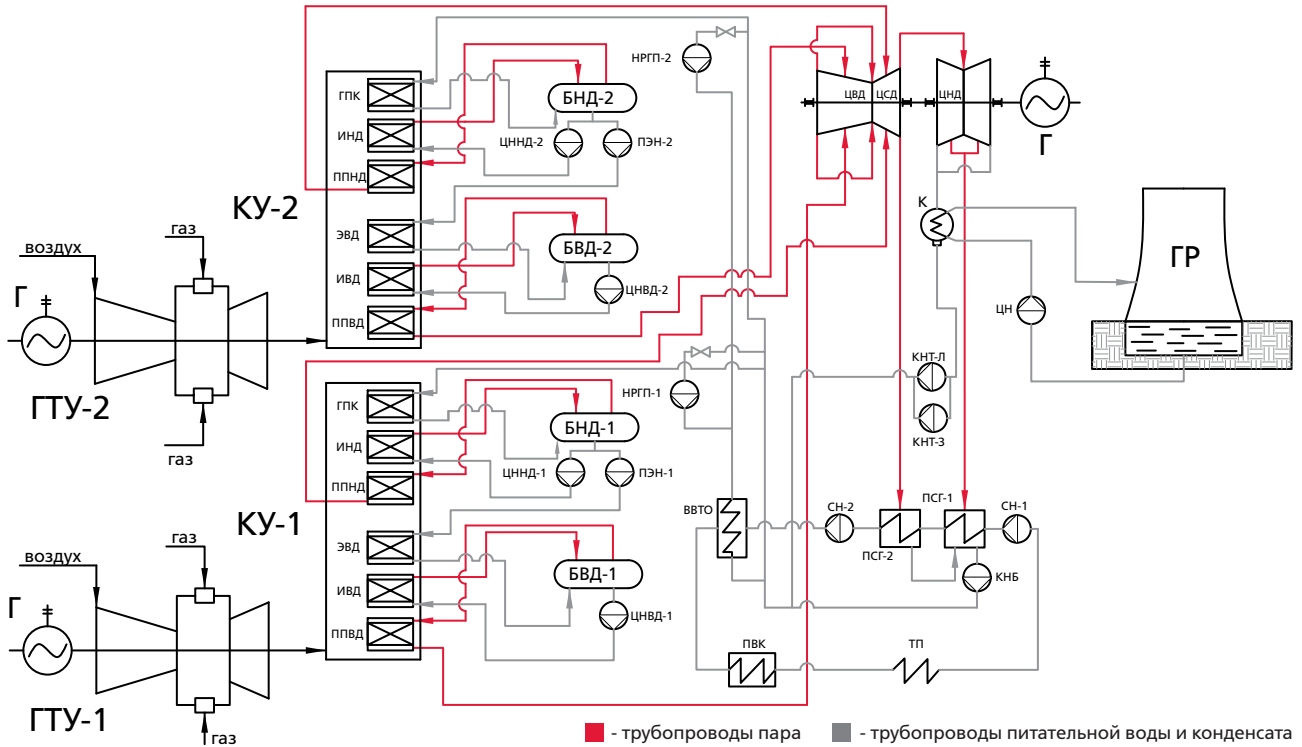 ГПК
ИНД
ППНД
ЭВД
ИВД
ППВД
КУ-2
БНД-2
ЦННД-2
ПЭН-2
БВД-2
ЦНВД-2
НРГП-2
ЦВД
ЦСД
ЦНД
Г
К
ГР
ЦН
воздух
газ
Г
ГТУ-2
газ
ГПК
ИНД
ППНД
ЭВД
ИВД
ППВД
КУ-1
БНД-1
ЦННД-1
ПЭН-1
БВД-1
ЦНВД-1
НРГП-1
КНТ-Л
КНТ-3
ВВТО
СН-2
ПСГ-1
СН-1
ПСГ-2
КНБ
ПВК
ТП
воздух
газ
Г
ГТУ-1
газ
- трубопроводы пара
- трубопроводы питательной воды и конденсата